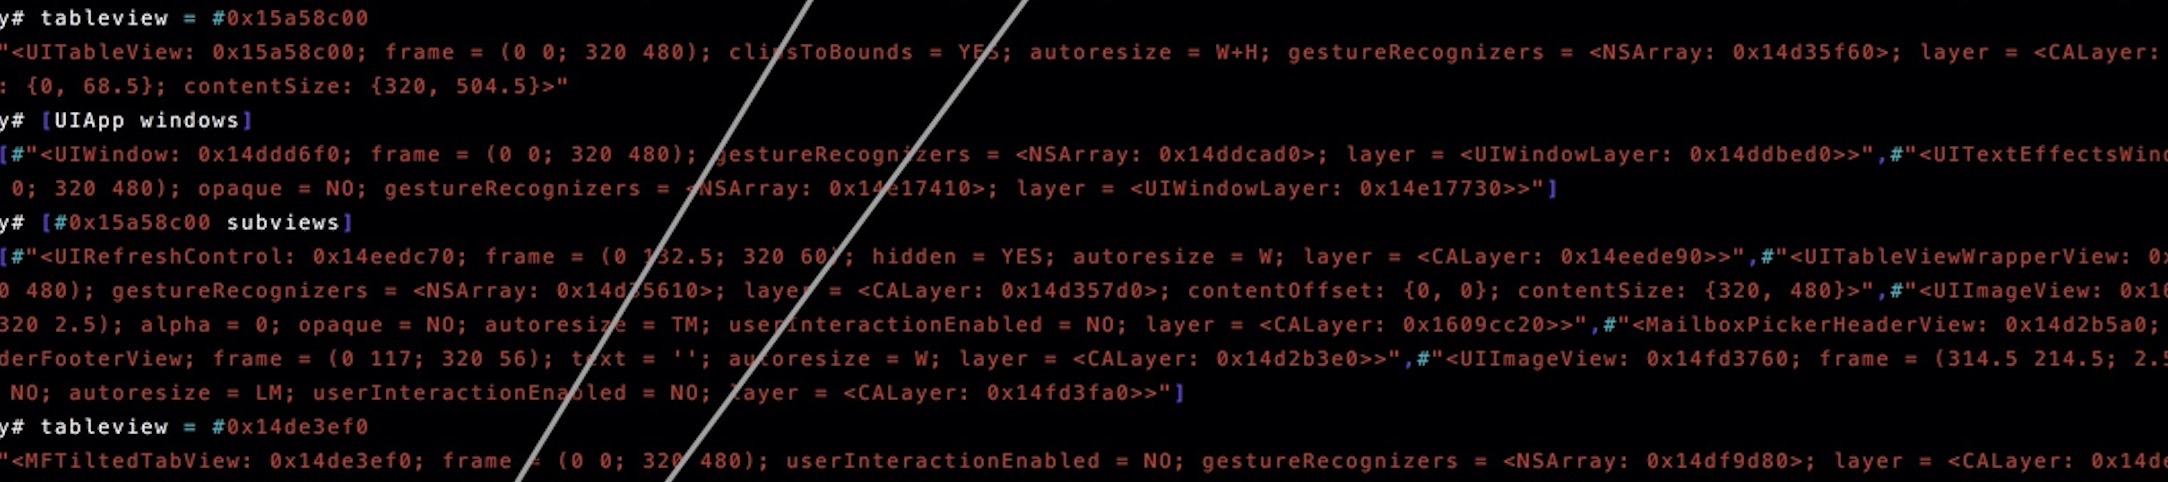 y# tableview = #0x15a58c00
"<UITableView: 0x15a58c00; frame = (0 0; 320 480); clipsToBounds = YES; autoresize = W+H; gestureRecognizers = <NSArray: 0x14d35f60>; layer = <CALayer:
: {0, 68.5}; contentSize: {320, 504.5}>"
y# [UIApp windows]
[#"<UIWindow: 0x14ddd6f0; frame = (0 0; 320 480); gestureRecognizers = <NSArray: 0x14ddcad0>; layer = <UIWindowLayer: 0x14ddbed0>>",#"<UITextEffectsWind
0; 320 480); opaque = NO; gestureRecognizers = <NSArray: 0x14e17410>; layer = <UIWindowLayer: 0x14e17730>>"]
y# [#0x15a58c00 subviews]
[#"<UIRefreshControl: 0x14eedc70; frame = (0 132.5; 320 60); hidden = YES; autoresize = W; layer = <CALayer: 0x14eede90>>",#"<UITableViewWrapperView: 0x
0 480); gestureRecognizers = <NSArray: 0x14d35610>; layer = <CALayer: 0x14d357d0>; contentOffset: {0, 0}; contentSize: {320, 480}>",#"<UIImageView: 0x16
320 2.5); alpha = 0; opaque = NO; autoresize = TM; userInteractionEnabled = NO; layer = <CALayer: 0x1609cc20>>",#"<MailboxPickerHeaderView: 0x14d2b5a0;
derFooterView; frame = (0 117; 320 56); text = ''; autoresize = W; layer = <CALayer: 0x14d2b3e0>>",#"<UIImageView: 0x14fd3760; frame = (314.5 214.5; 2.5
NO; autoresize = LM; userInteractionEnabled = NO; layer = <CALayer: 0x14fd3fa0>>"]
y# tableview = #0x14de3ef0
"<MFTiltedTabView: 0x14de3ef0; frame = (0 0; 320 480); userInteractionEnabled = NO; gestureRecognizers = <NSArray: 0x14df9d80>; layer = <CALayer: 0x14de